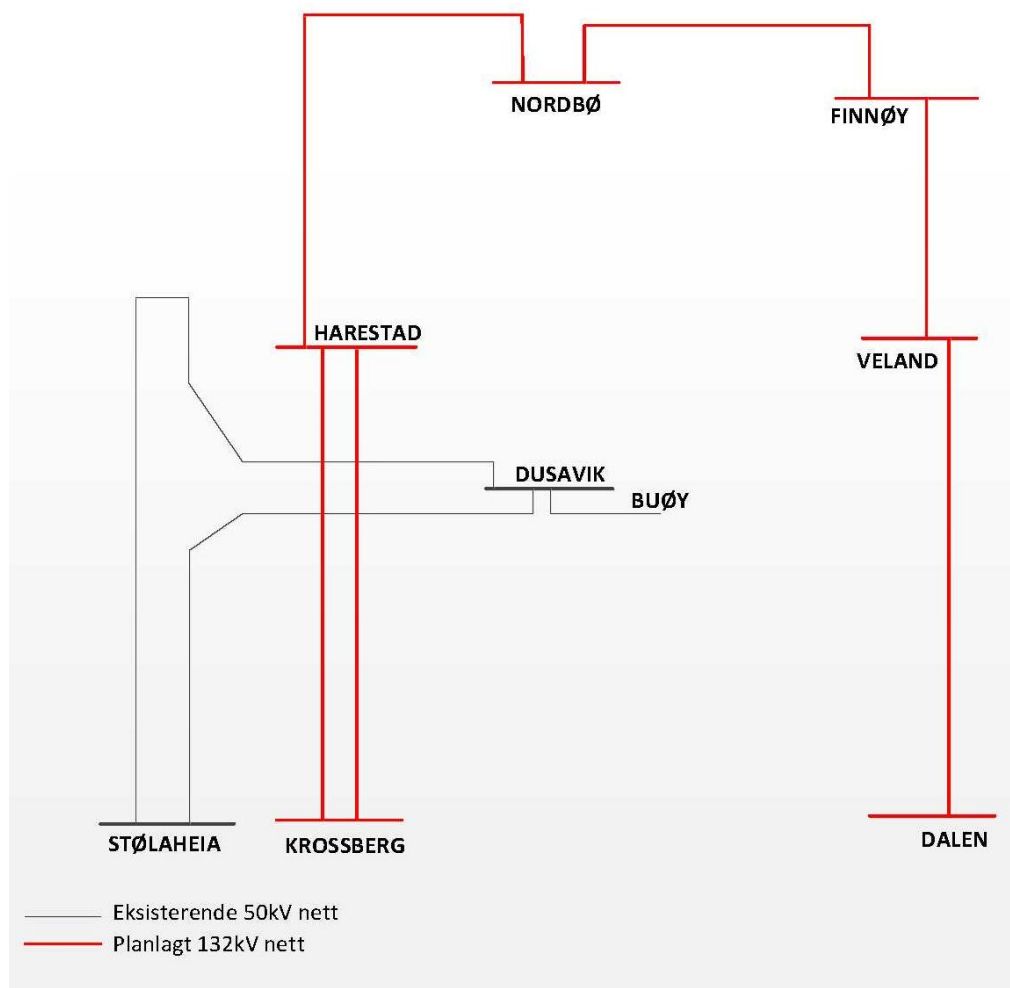 NORDBØ
FINNØY
HARESTAD
VELAND
DUSAVIK
BUØY
STØLAHEIA
KROSSBERG
DALEN
Eksisterende 50kV nett
Planlagt 132kV nett